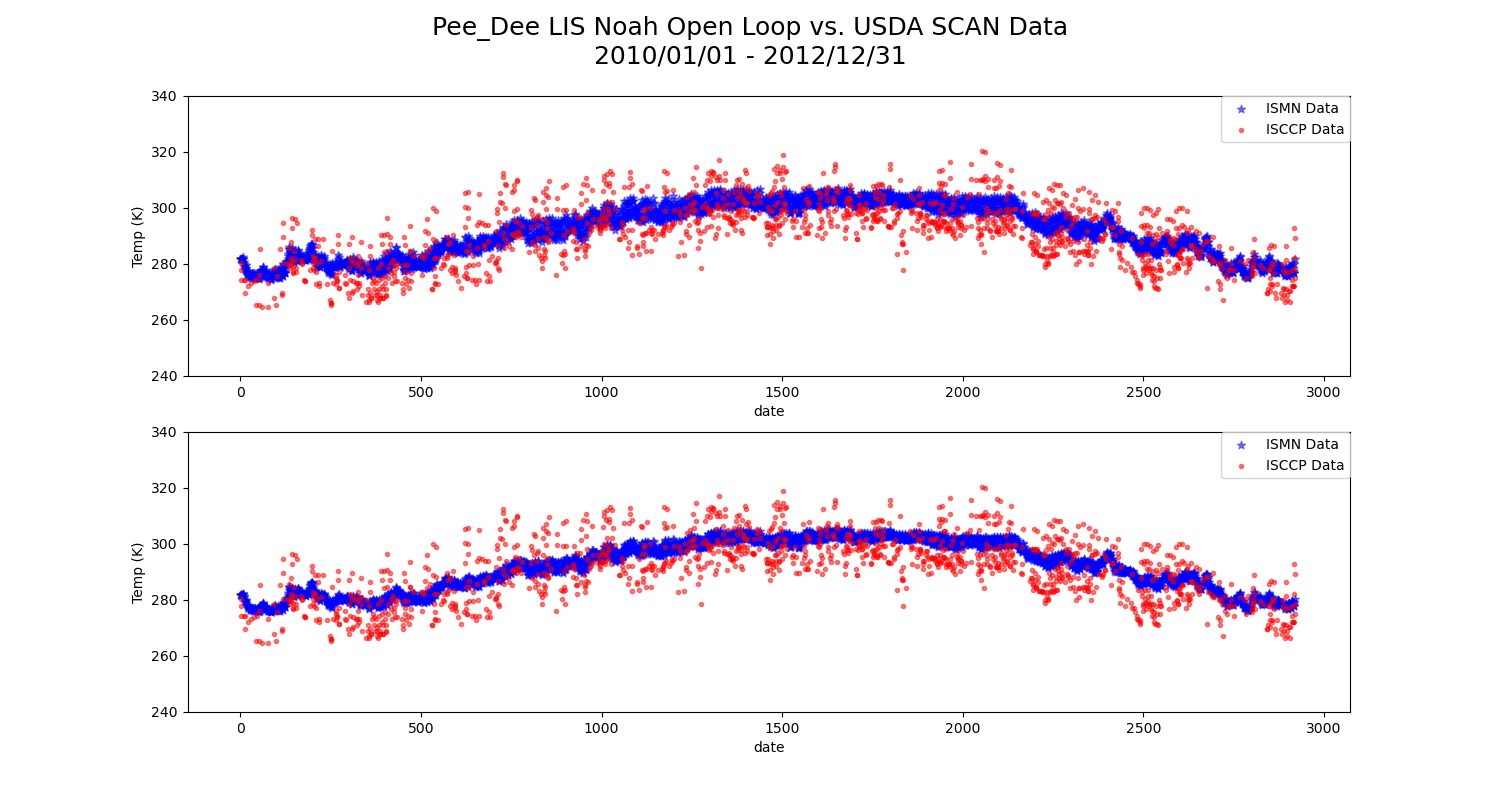 Pee_Dee LIS Noah Open Loop vs. USDA SCAN Data
2010/01/01 - 2012/12/31
340
320
300
280
260
240
Temp (K)
ISMN Data
ISCCP Data
0 500 1000 1500 2000 2500 3000
date
340
320
300
280
260
240
Temp (K)
ISMN Data
ISCCP Data
0 500 1000 1500 2000 2500 3000
date